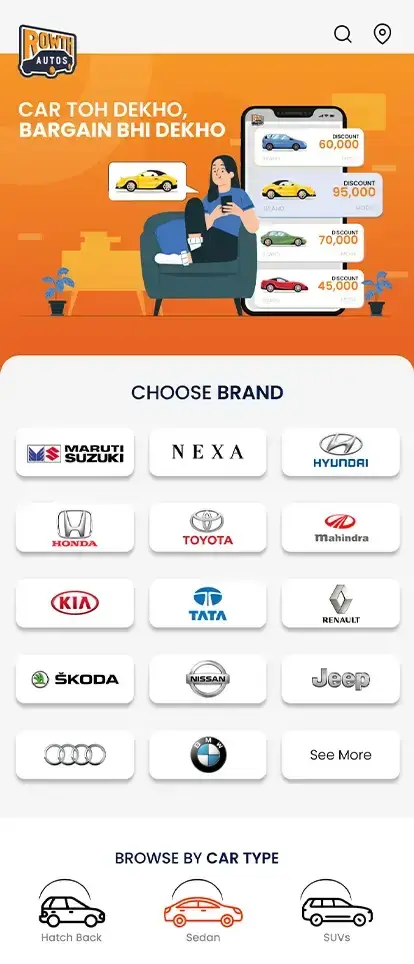 ROWTH
AUTOS
CAR TOH DEKHO,
BARGAIN BHI DEKHO
DISCOUNT
60,000
DISCOUNT
95,000
DISCOUNT
70,000
DISCOUNT
45,000
CHOOSE BRAND
MARUTI
SUZUKI
NEXA
HYUNDAI
HONDA
TOYOTA
mahindra
KIA
TATA
RENAULT
ŠKODA
NISSAN
Jeep
BMW
See More
BROWSE BY CAR TYPE
Hatch Back
Sedan
SUVs